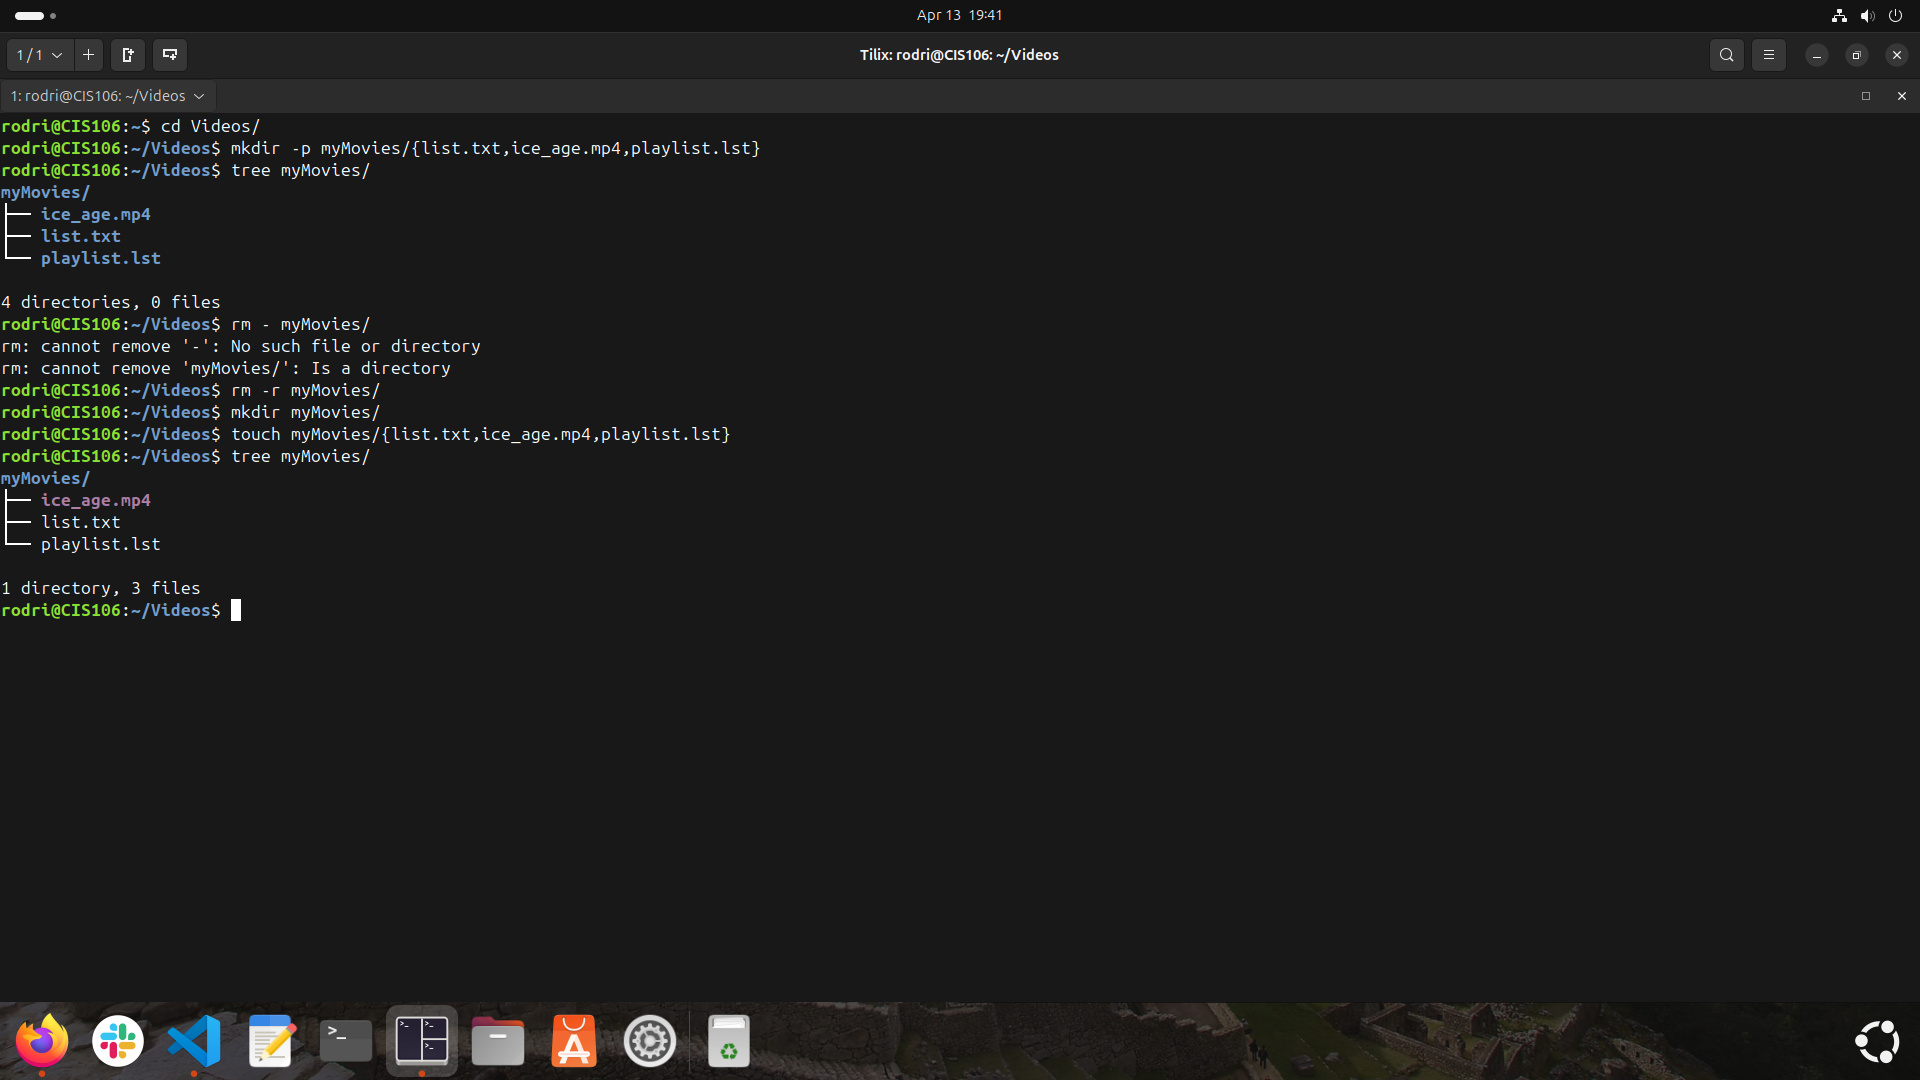 Apr 13 19:41
1 / 1
Tilix: rodri@CIS106: ~/Videos
1: rodri@CIS106: ~/Videos
rodri@CIS106:~$ cd Videos/
rodri@CIS106:~/Videos$ mkdir -p myMovies/{list.txt,ice_age.mp4,playlist.lst}
rodri@CIS106:~/Videos$ tree myMovies/
myMovies/
├── ice_age.mp4
├── list.txt
└── playlist.lst
4 directories, 0 files
rodri@CIS106:~/Videos$ rm - myMovies/
rm: cannot remove '-': No such file or directory
rm: cannot remove 'myMovies/': Is a directory
rodri@CIS106:~/Videos$ rm -r myMovies/
rodri@CIS106:~/Videos$ mkdir myMovies/
rodri@CIS106:~/Videos$ touch myMovies/{list.txt,ice_age.mp4,playlist.lst}
rodri@CIS106:~/Videos$ tree myMovies/
myMovies/
├── ice_age.mp4
├── list.txt
└── playlist.lst
1 directory, 3 files
rodri@CIS106:~/Videos$